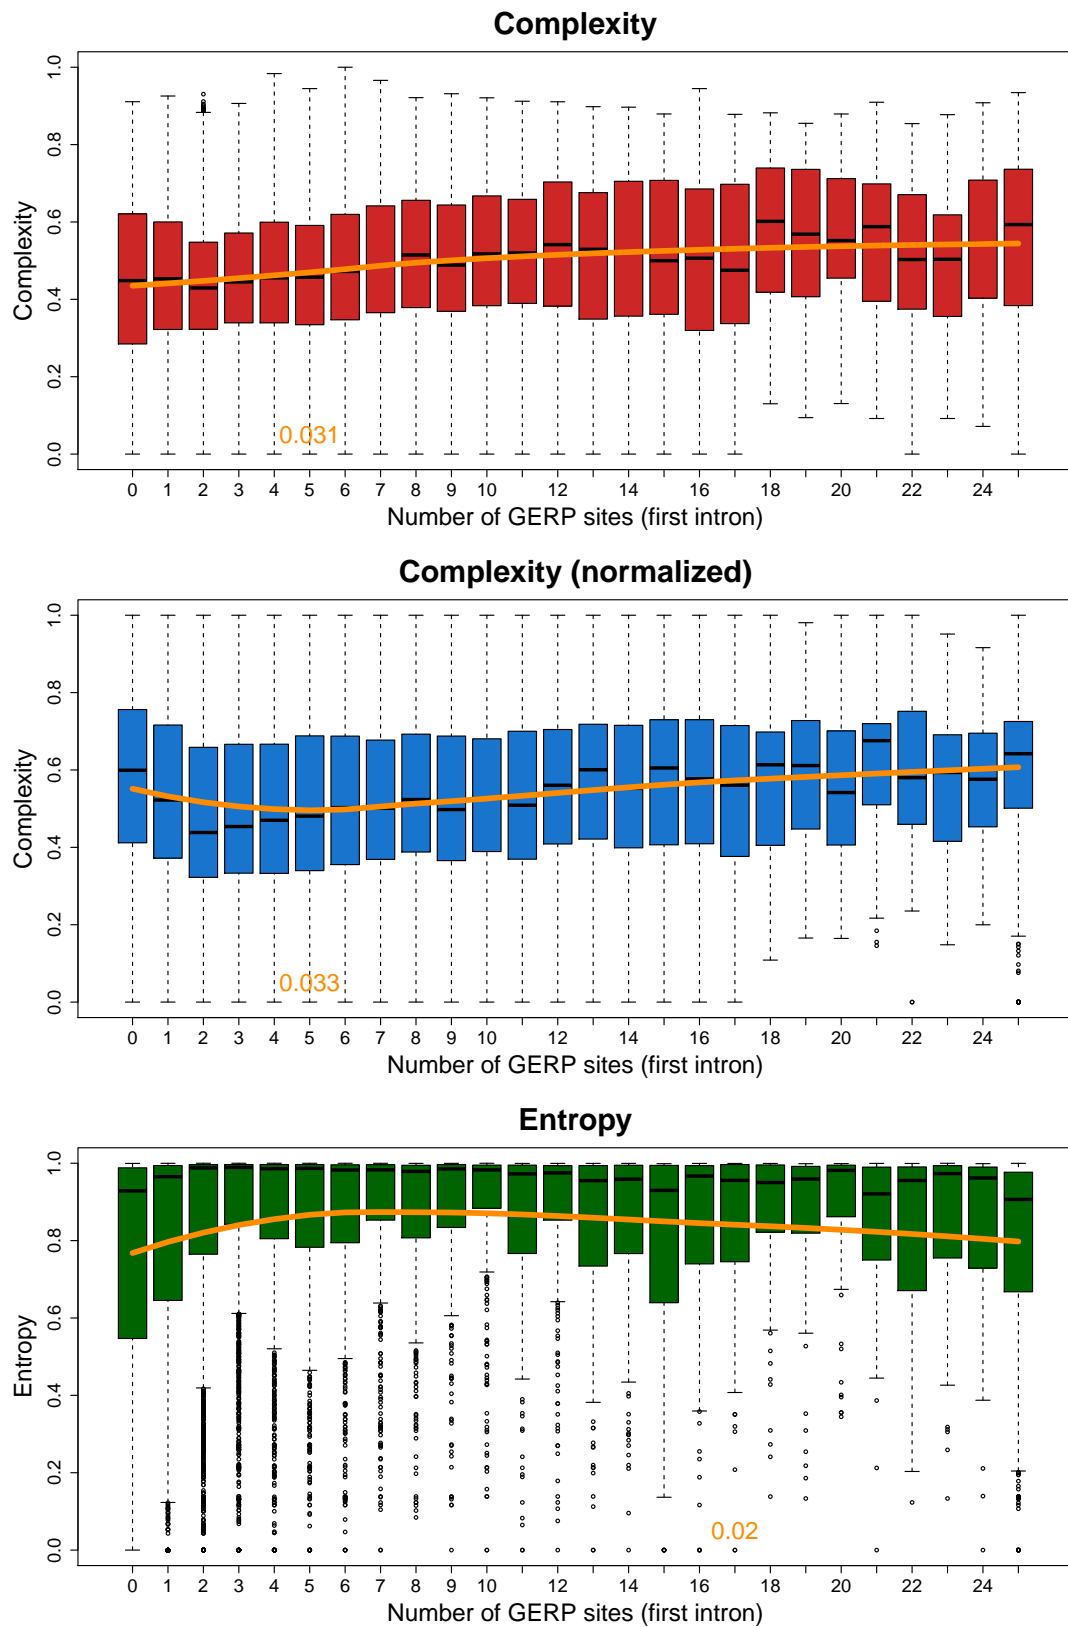 Complexity
Complexity
0.0
0.2
0.4
0.6
0.8
1.0
0.031
0 1 2 3 4 5 6 7 8 9 10 12 14 16 18 20 22 24
Number of GERP sites (first intron)
Complexity (normalized)
Complexity
0.0
0.2
0.4
0.6
0.8
1.0
0.033
0 1 2 3 4 5 6 7 8 9 10 12 14 16 18 20 22 24
Number of GERP sites (first intron)
Entropy
Entropy
0.0
0.2
0.4
0.6
0.8
1.0
0.02
0 1 2 3 4 5 6 7 8 9 10 12 14 16 18 20 22 24
Number of GERP sites (first intron)